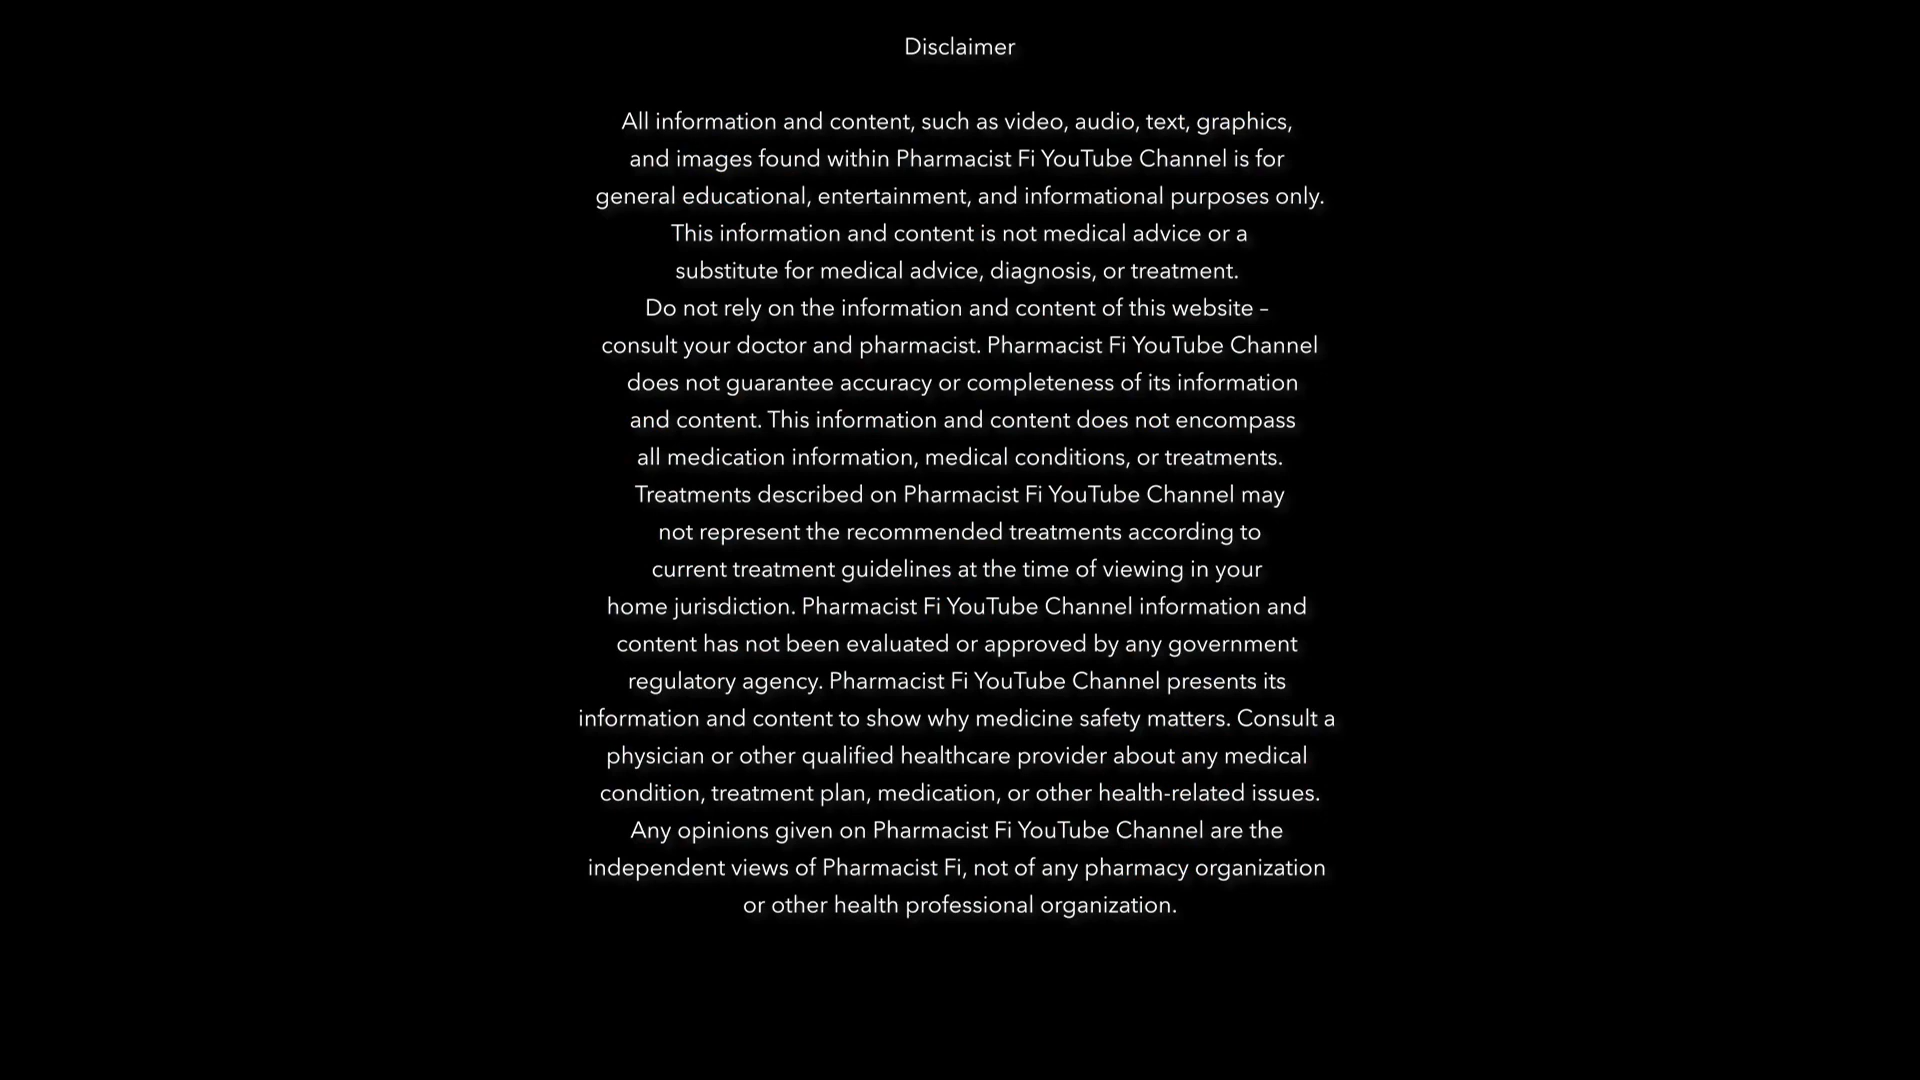 Disclaimer
All information and content, such as video, audio, text, graphics,
and images found within Pharmacist Fi YouTube Channel is for
general educational, entertainment, and informational purposes only.
This information and content is not medical advice or a
substitute for medical advice, diagnosis, or treatment.
Do not rely on the information and content of this website –
consult your doctor and pharmacist. Pharmacist Fi YouTube Channel
does not guarantee accuracy or completeness of its information
and content. This information and content does not encompass
all medication information, medical conditions, or treatments.
Treatments described on Pharmacist Fi YouTube Channel may
not represent the recommended treatments according to
current treatment guidelines at the time of viewing in your
home jurisdiction. Pharmacist Fi YouTube Channel information and
content has not been evaluated or approved by any government
regulatory agency. Pharmacist Fi YouTube Channel presents its
information and content to show why medicine safety matters. Consult a
physician or other qualified healthcare provider about any medical
condition, treatment plan, medication, or other health-related issues.
Any opinions given on Pharmacist Fi YouTube Channel are the
independent views of Pharmacist Fi, not of any pharmacy organization
or other health professional organization.